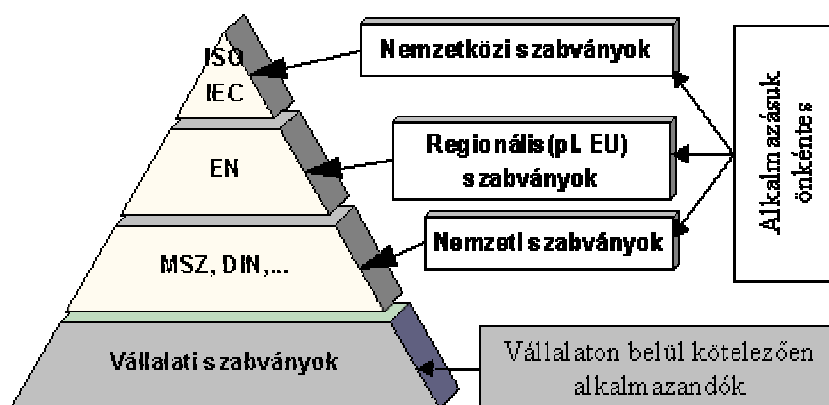 ISO
IEC
Nemzetközi szabványok
EN
Regionális(pl. EU)
szabványok
MSZ, DIN,...
Nemzeti szabványok
Alkalmazásuk
önkéntes
Vállalati szabványok
Vállalaton belül kötelezően
alkalmazandók